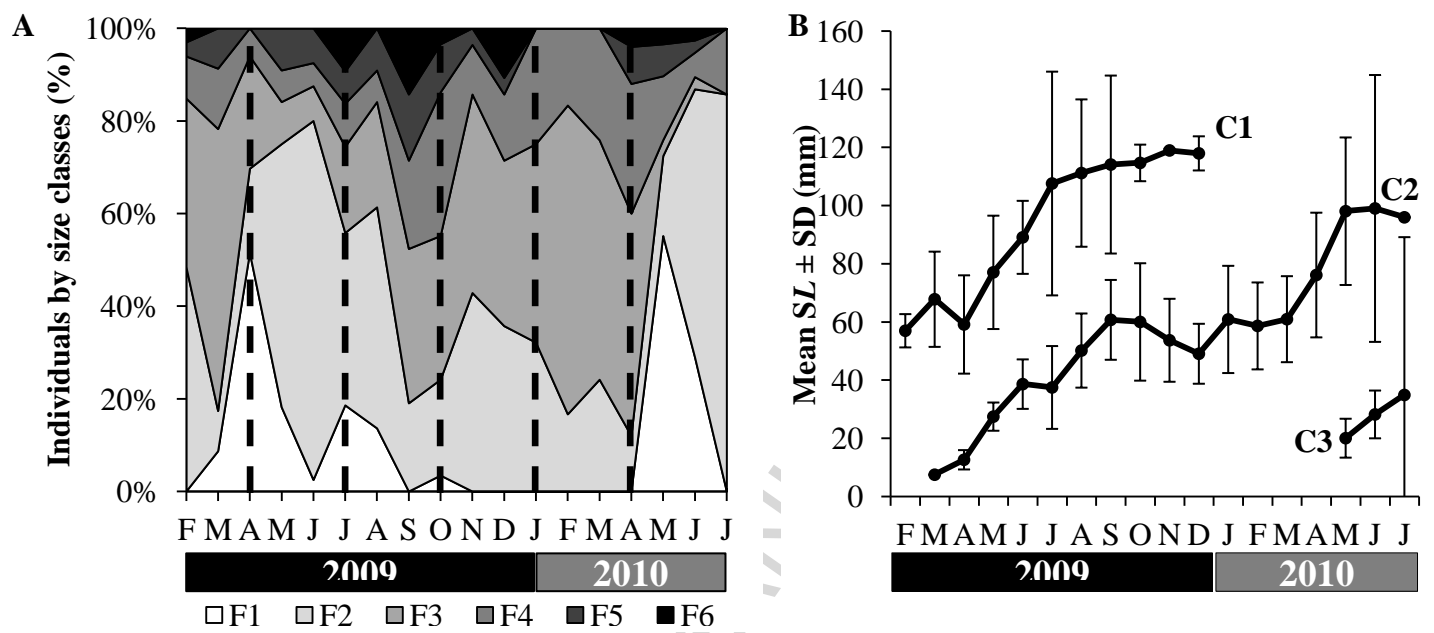 A
Individuals by size classes (%)
100%
80%
60%
40%
20%
0%
F M A M J J A S O N D J F M A M J J
2009
2010
F1 F2 F3 F4 F5 F6
B
Mean SL ± SD (mm)
160
140
120
100
80
60
40
20
0
C1
C2
C3
F M A M J J A S O N D J F M A M J J
2009
2010